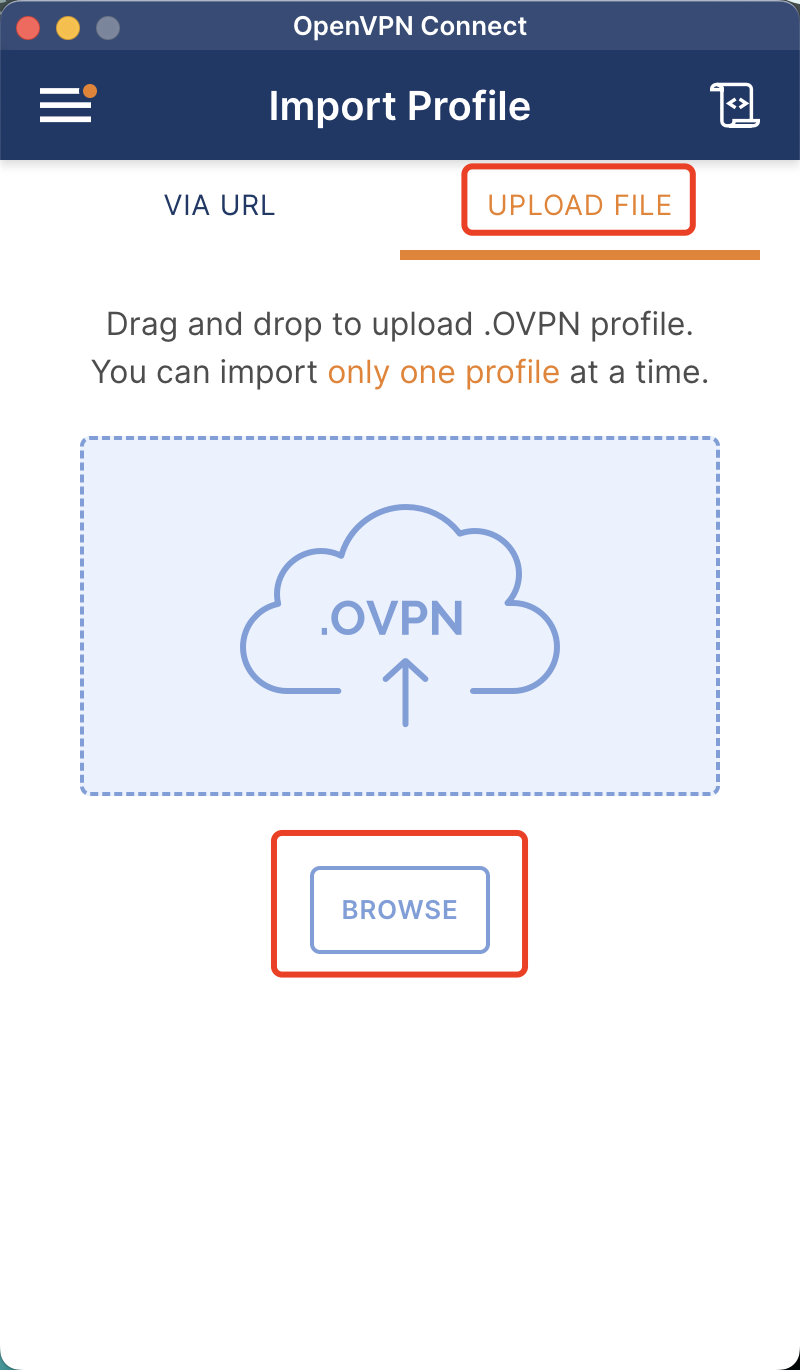 OpenVPN Connect
Import Profile
VIA URL
UPLOAD FILE
Drag and drop to upload .OVPN profile.
You can import only one profile at a time.
.OVPN
BROWSE